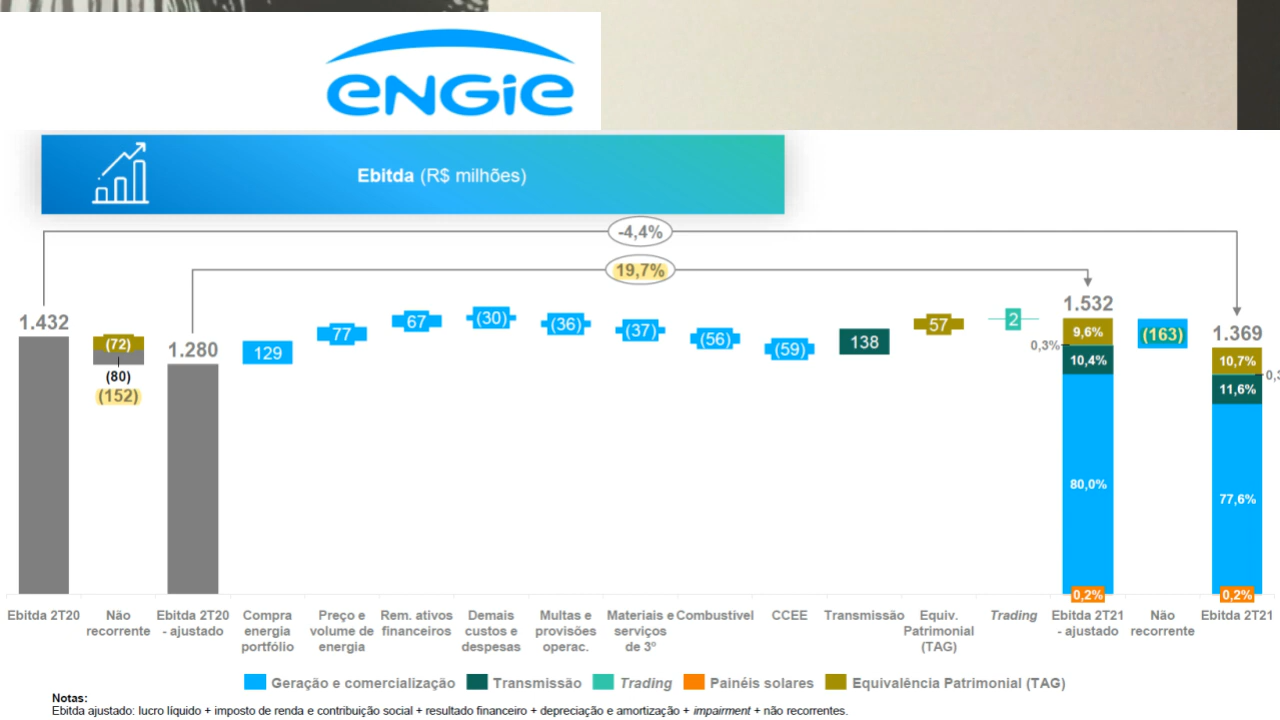 ENGIE
Ebitda (R$ milhões)
-4,4%
19,7%
1.432
(72)
(80)
(152)
1.280
129
77
67
(30)
(36)
(37)
(56)
(59)
138
57
2
1.532
9,6%
0,3%
10,4%
80,0%
0,2%
(163)
1.369
10,7%
11,6%
77,6%
0,2%
Ebitda 2T20
Não
recorrente
Ebitda 2T20
- ajustado
Compra
energia
portfólio
Preço e
volume de
energia
Rem. ativos
financeiros
Demais
custos e
despesas
Multas e
provisões
operac.
Materiais e
serviços
de 3º
Combustível
CCEE
Transmissão
Equiv.
Patrimonial
(TAG)
Trading
Ebitda 2T21
- ajustado
Não
recorrente
Ebitda 2T21
Geração e comercialização
Transmissão
Trading
Painéis solares
Equivalência Patrimonial (TAG)
Notas:
Ebitda ajustado: lucro líquido + imposto de renda e contribuição social + resultado financeiro + depreciação e amortização + impairment + não recorrentes.